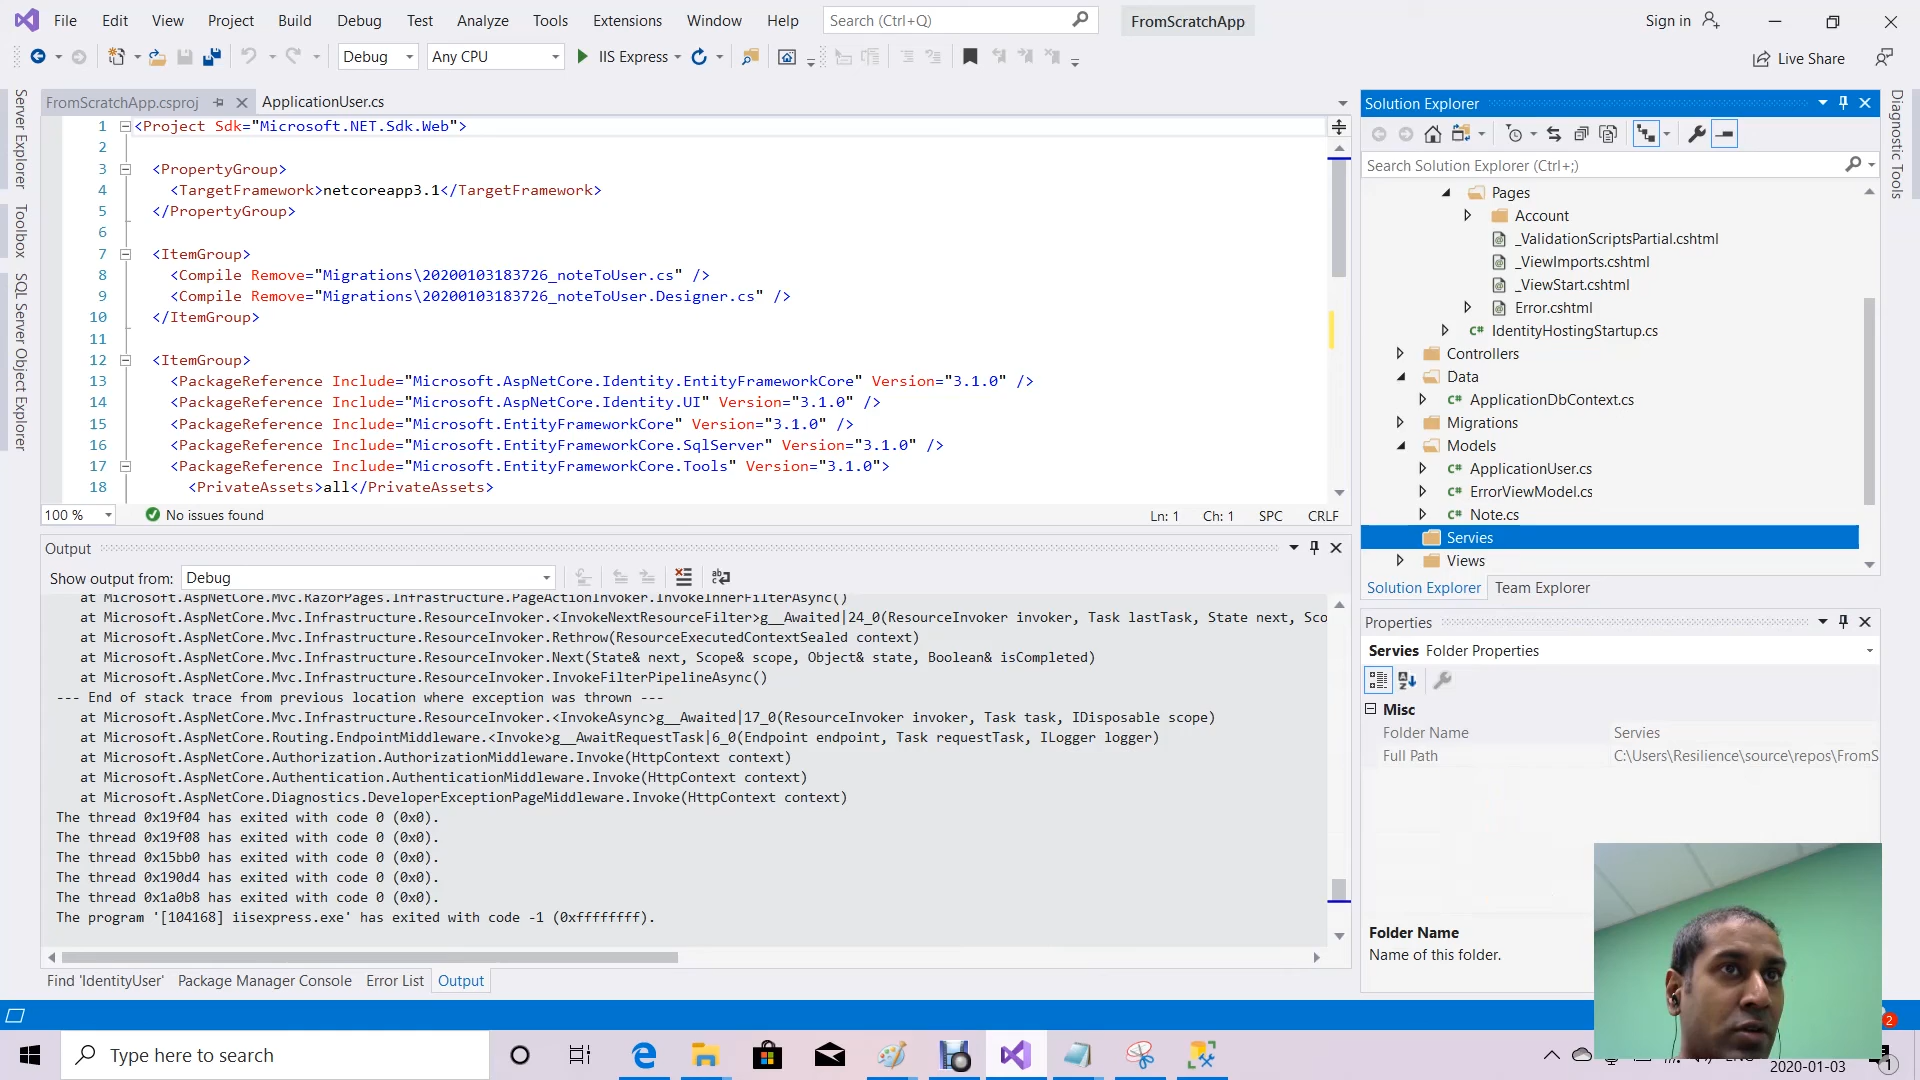 File Edit View Project Build Debug Test Analyze Tools Extensions Window Help Search (Ctrl+Q) FromScratchApp Sign in
Debug Any CPU IIS Express Live Share
Server Explorer
Toolbox
SQL Server Object Explorer
FromScratchApp.csproj ApplicationUser.cs
1 <Project Sdk="Microsoft.NET.Sdk.Web">
2
3 <PropertyGroup>
4 <TargetFramework>netcoreapp3.1</TargetFramework>
5 </PropertyGroup>
6
7 <ItemGroup>
8 <Compile Remove="Migrations\20200103183726_noteToUser.cs" />
9 <Compile Remove="Migrations\20200103183726_noteToUser.Designer.cs" />
10 </ItemGroup>
11
12 <ItemGroup>
13 <PackageReference Include="Microsoft.AspNetCore.Identity.EntityFrameworkCore" Version="3.1.0" />
14 <PackageReference Include="Microsoft.AspNetCore.Identity.UI" Version="3.1.0" />
15 <PackageReference Include="Microsoft.EntityFrameworkCore" Version="3.1.0" />
16 <PackageReference Include="Microsoft.EntityFrameworkCore.SqlServer" Version="3.1.0" />
17 <PackageReference Include="Microsoft.EntityFrameworkCore.Tools" Version="3.1.0">
18 <PrivateAssets>all</PrivateAssets>
100 % No issues found Ln: 1 Ch: 1 SPC CRLF
Output
Show output from: Debug
at Microsoft.AspNetCore.Mvc.RazorPages.Infrastructure.PageActionInvoker.InvokeInnerFilterAsync()
at Microsoft.AspNetCore.Mvc.Infrastructure.ResourceInvoker.<InvokeNextResourceFilter>g__Awaited|24_0(ResourceInvoker invoker, Task lastTask, State next, Sco
at Microsoft.AspNetCore.Mvc.Infrastructure.ResourceInvoker.Rethrow(ResourceExecutedContextSealed context)
at Microsoft.AspNetCore.Mvc.Infrastructure.ResourceInvoker.Next(State& next, Scope& scope, Object& state, Boolean& isCompleted)
at Microsoft.AspNetCore.Mvc.Infrastructure.ResourceInvoker.InvokeFilterPipelineAsync()
--- End of stack trace from previous location where exception was thrown ---
at Microsoft.AspNetCore.Mvc.Infrastructure.ResourceInvoker.<InvokeAsync>g__Awaited|17_0(ResourceInvoker invoker, Task task, IDisposable scope)
at Microsoft.AspNetCore.Routing.EndpointMiddleware.<Invoke>g__AwaitRequestTask|6_0(Endpoint endpoint, Task requestTask, ILogger logger)
at Microsoft.AspNetCore.Authorization.AuthorizationMiddleware.Invoke(HttpContext context)
at Microsoft.AspNetCore.Authentication.AuthenticationMiddleware.Invoke(HttpContext context)
at Microsoft.AspNetCore.Diagnostics.DeveloperExceptionPageMiddleware.Invoke(HttpContext context)
The thread 0x19f04 has exited with code 0 (0x0).
The thread 0x19f08 has exited with code 0 (0x0).
The thread 0x15bb0 has exited with code 0 (0x0).
The thread 0x190d4 has exited with code 0 (0x0).
The thread 0x1a0b8 has exited with code 0 (0x0).
The program '[104168] iisexpress.exe' has exited with code -1 (0xffffffff).
Find 'IdentityUser' Package Manager Console Error List Output
Solution Explorer
Search Solution Explorer (Ctrl+;)
Pages
Account
_ValidationScriptsPartial.cshtml
_ViewImports.cshtml
_ViewStart.cshtml
Error.cshtml
C# IdentityHostingStartup.cs
Controllers
Data
C# ApplicationDbContext.cs
Migrations
Models
C# ApplicationUser.cs
C# ErrorViewModel.cs
C# Note.cs
Servies
Views
Solution Explorer Team Explorer
Properties
Servies Folder Properties
Misc
Folder Name Servies
Full Path C:\Users\Resilience\source\repos\FromS
Folder Name
Name of this folder.
Diagnostic Tools
2
Type here to search
2020-01-03
1